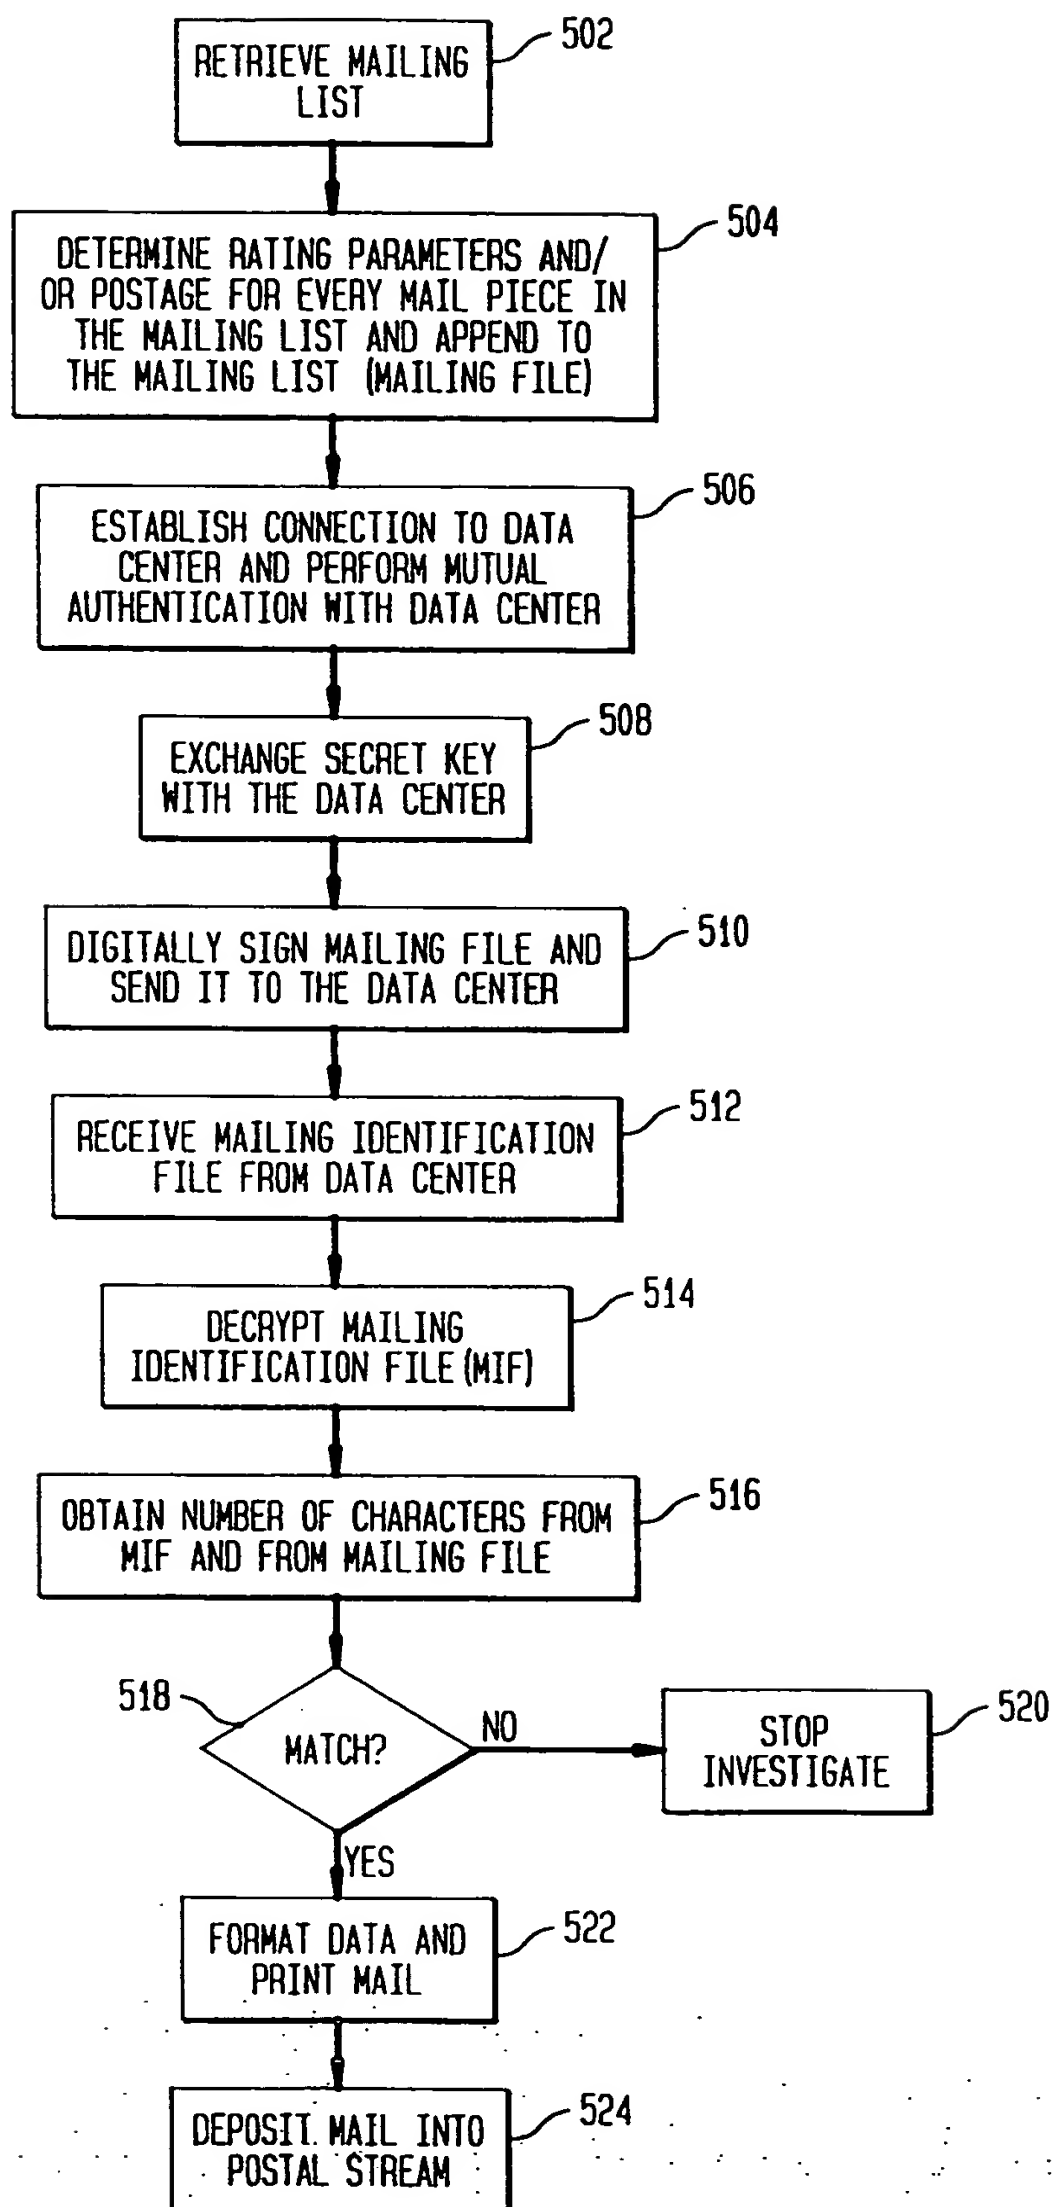 502
RETRIEVE MAILING
LIST
504
DETERMINE RATING PARAMETERS AND/
OR POSTAGE FOR EVERY MAIL PIECE IN
THE MAILING LIST AND APPEND TO
THE MAILING LIST (MAILING FILE)
506
ESTABLISH CONNECTION TO DATA
CENTER AND PERFORM MUTUAL
AUTHENTICATION WITH DATA CENTER
508
EXCHANGE SECRET KEY
WITH THE DATA CENTER
510
DIGITALLY SIGN MAILING FILE AND
SEND IT TO THE DATA CENTER
512
RECEIVE MAILING IDENTIFICATION
FILE FROM DATA CENTER
514
DECRYPT MAILING
IDENTIFICATION FILE (MIF)
516
OBTAIN NUMBER OF CHARACTERS FROM
MIF AND FROM MAILING FILE
518
MATCH?
NO
520
STOP
INVESTIGATE
YES
522
FORMAT DATA AND
PRINT MAIL
524
DEPOSIT MAIL INTO
POSTAL STREAM